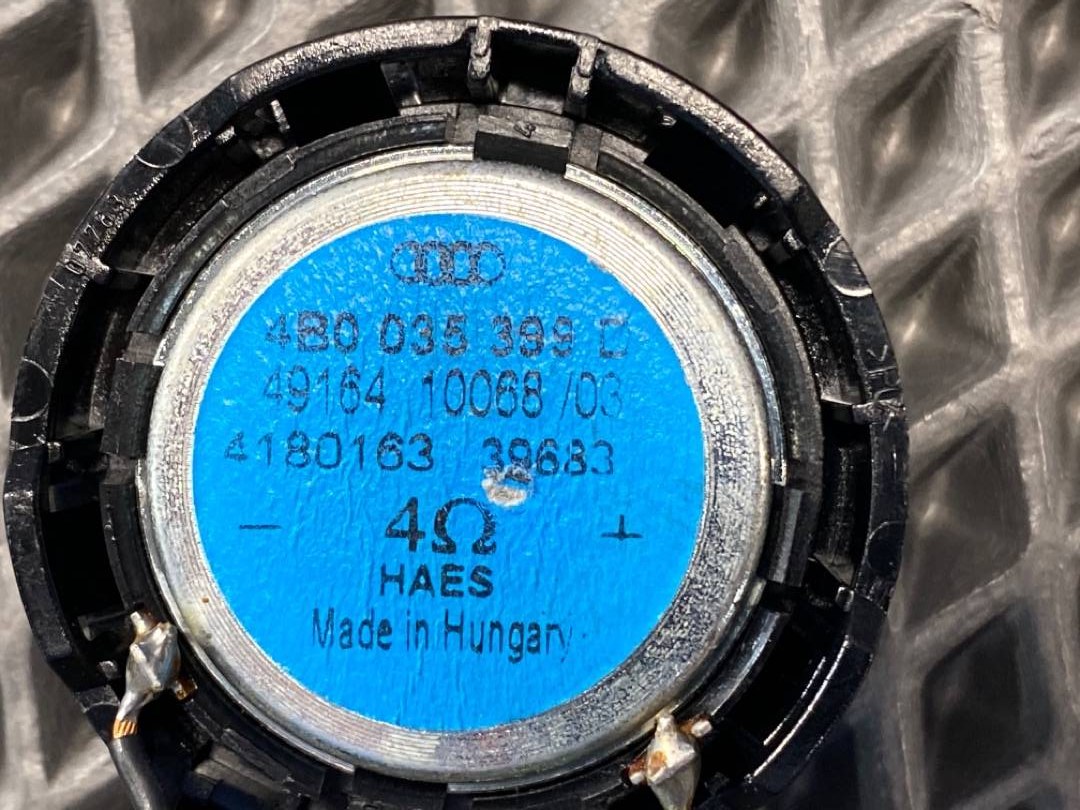 4B0 035 399 C
49164 10068 /03
4180163 39683
— 4Ω +
HAES
Made in Hungary